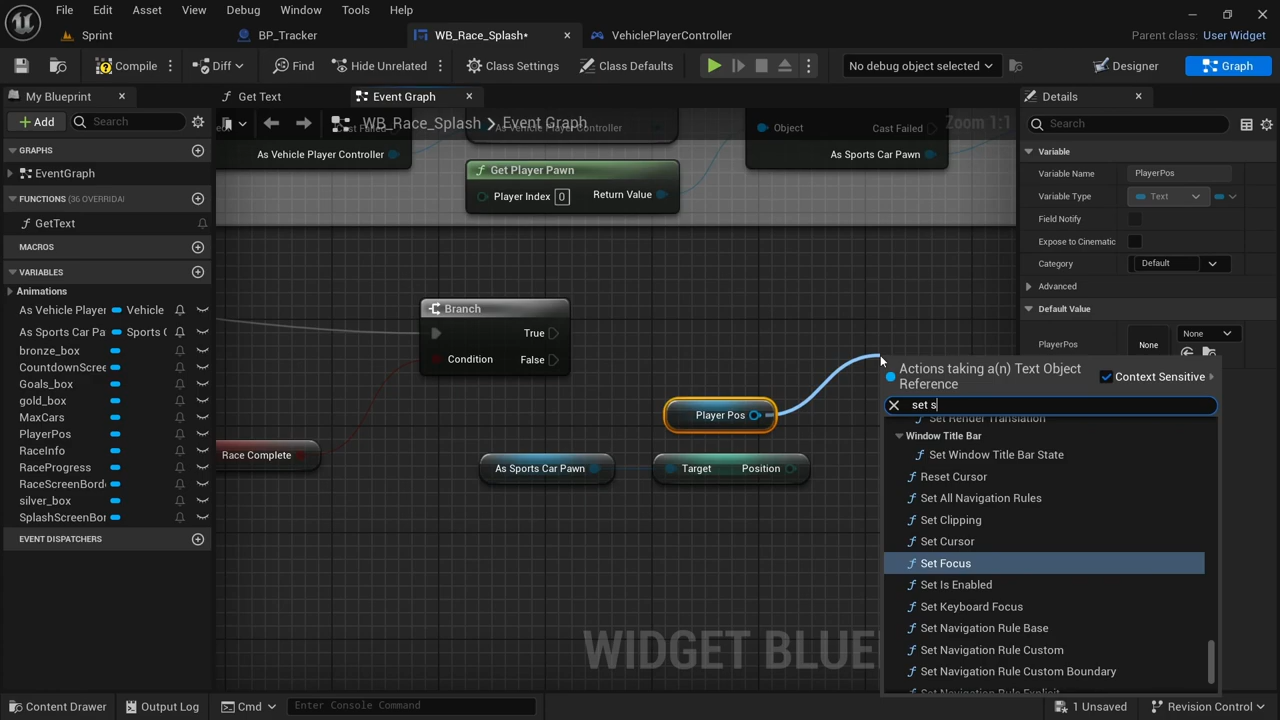 File Edit Asset View Debug Window Tools Help
Sprint BP_Tracker WB_Race_Splash* VehiclePlayerController Parent class: User Widget
Compile Diff Find Hide Unrelated Class Settings Class Defaults No debug object selected Designer Graph
My Blueprint Get Text Event Graph Details
Add Search WB_Race_Splash > Event Graph Zoom 1:1 Search
As Vehicle Player Controller
Object Cast Failed
As Vehicle Player Controller As Sports Car Pawn
Get Player Pawn
Player Index 0 Return Value
GRAPHS
EventGraph
FUNCTIONS (36 OVERRIDAI
GetText
MACROS
VARIABLES
Animations
As Vehicle Player Vehicle
As Sports Car Pa Sports C
bronze_box
CountdownScree
Goals_box
gold_box
MaxCars
PlayerPos
RaceInfo
RaceProgress
RaceScreenBord
silver_box
SplashScreenBor
EVENT DISPATCHERS
Branch
True
Condition False
Race Complete
Player Pos
As Sports Car Pawn Target Position
WIDGET BLUE
Variable
Variable Name PlayerPos
Variable Type Text
Field Notify
Expose to Cinematic
Category Default
Advanced
Default Value
PlayerPos None None
Actions taking a(n) Text Object
Reference
Context Sensitive
set s
Set Render Translation
Window Title Bar
Set Window Title Bar State
Reset Cursor
Set All Navigation Rules
Set Clipping
Set Cursor
Set Focus
Set Is Enabled
Set Keyboard Focus
Set Navigation Rule Base
Set Navigation Rule Custom
Set Navigation Rule Custom Boundary
Set Navigation Rule Explicit
Content Drawer Output Log Cmd Enter Console Command 1 Unsaved Revision Control